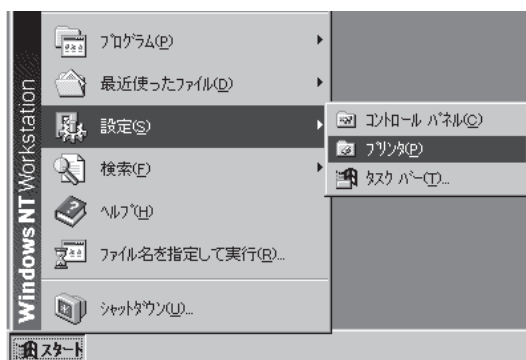 Windows NT Workstation
プログラム(P)
最近使ったファイル(D)
設定(S)
検索(F)
ヘルプ(H)
ファイル名を指定して実行(R)...
シャットダウン(U)...
コントロール パネル(C)
プリンタ(P)
タスク バー(T)...
スタート